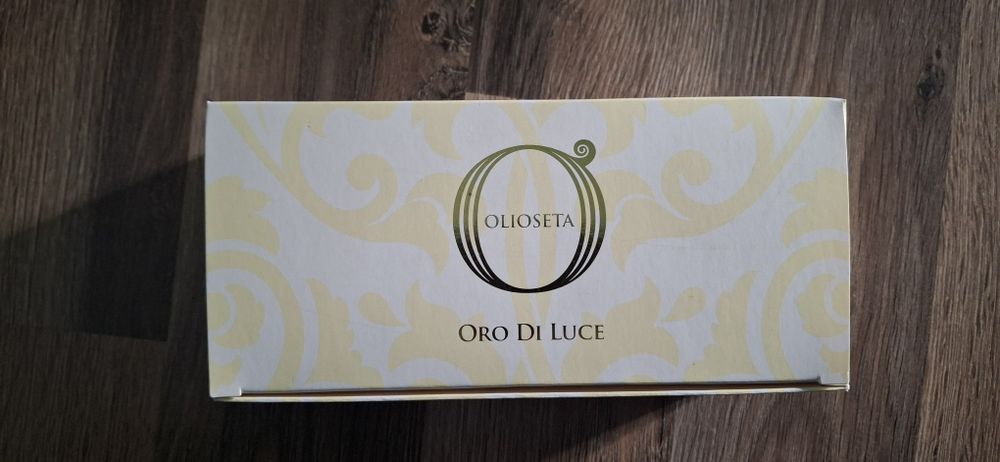 OLIOSETA
ORO DI LUCE